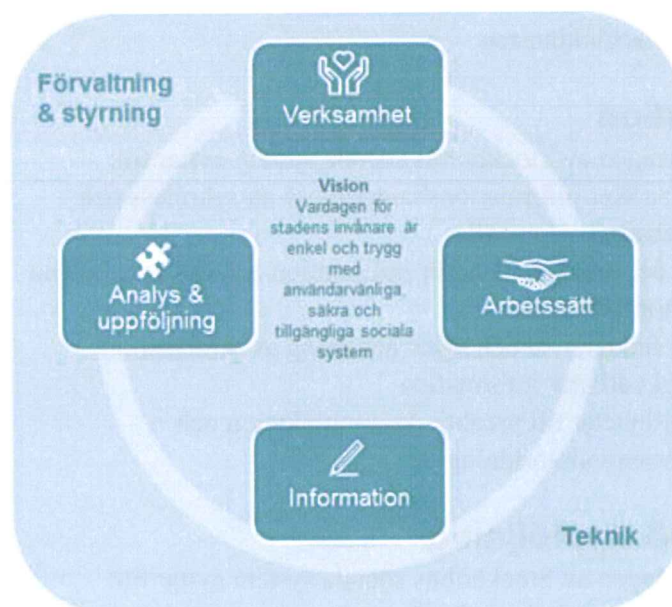 Förvaltning
& styrning
Verksamhet
Vision
Vardagen för
stadens invånare är
enkel och trygg
med
användarvänliga,
säkra och
tillgängliga sociala
system
Analys &
uppföljning
Arbetssätt
Information
Teknik